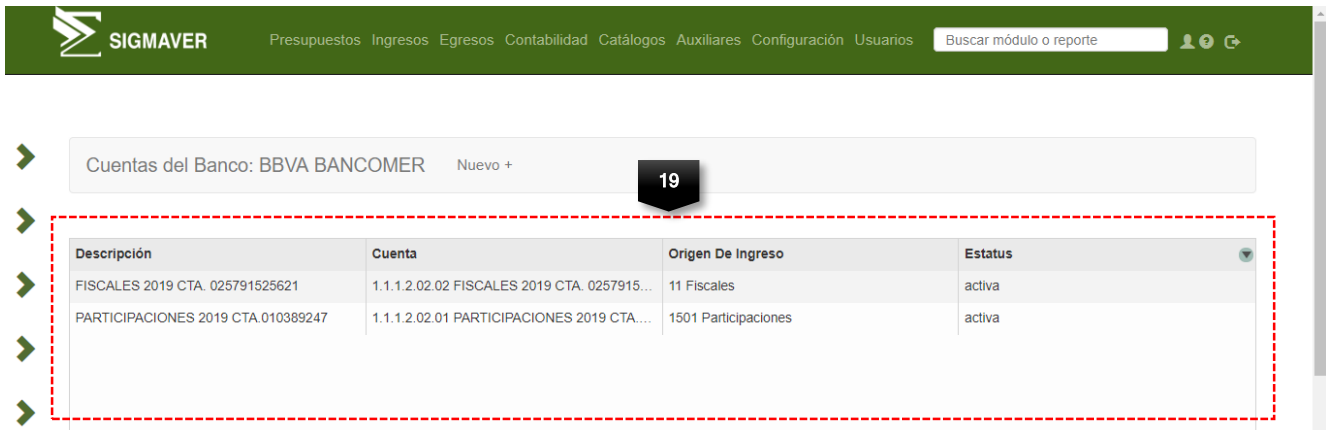 SIGMAVER Presupuestos Ingresos Egresos Contabilidad Catálogos Auxiliares Configuración Usuarios Buscar módulo o reporte
Cuentas del Banco: BBVA BANCOMER Nuevo +
19
Descripción Cuenta Origen De Ingreso Estatus
FISCALES 2019 CTA. 025791525621 1.1.1.2.02.02 FISCALES 2019 CTA. 0257915... 11 Fiscales activa
PARTICIPACIONES 2019 CTA.010389247 1.1.1.2.02.01 PARTICIPACIONES 2019 CTA.... 1501 Participaciones activa